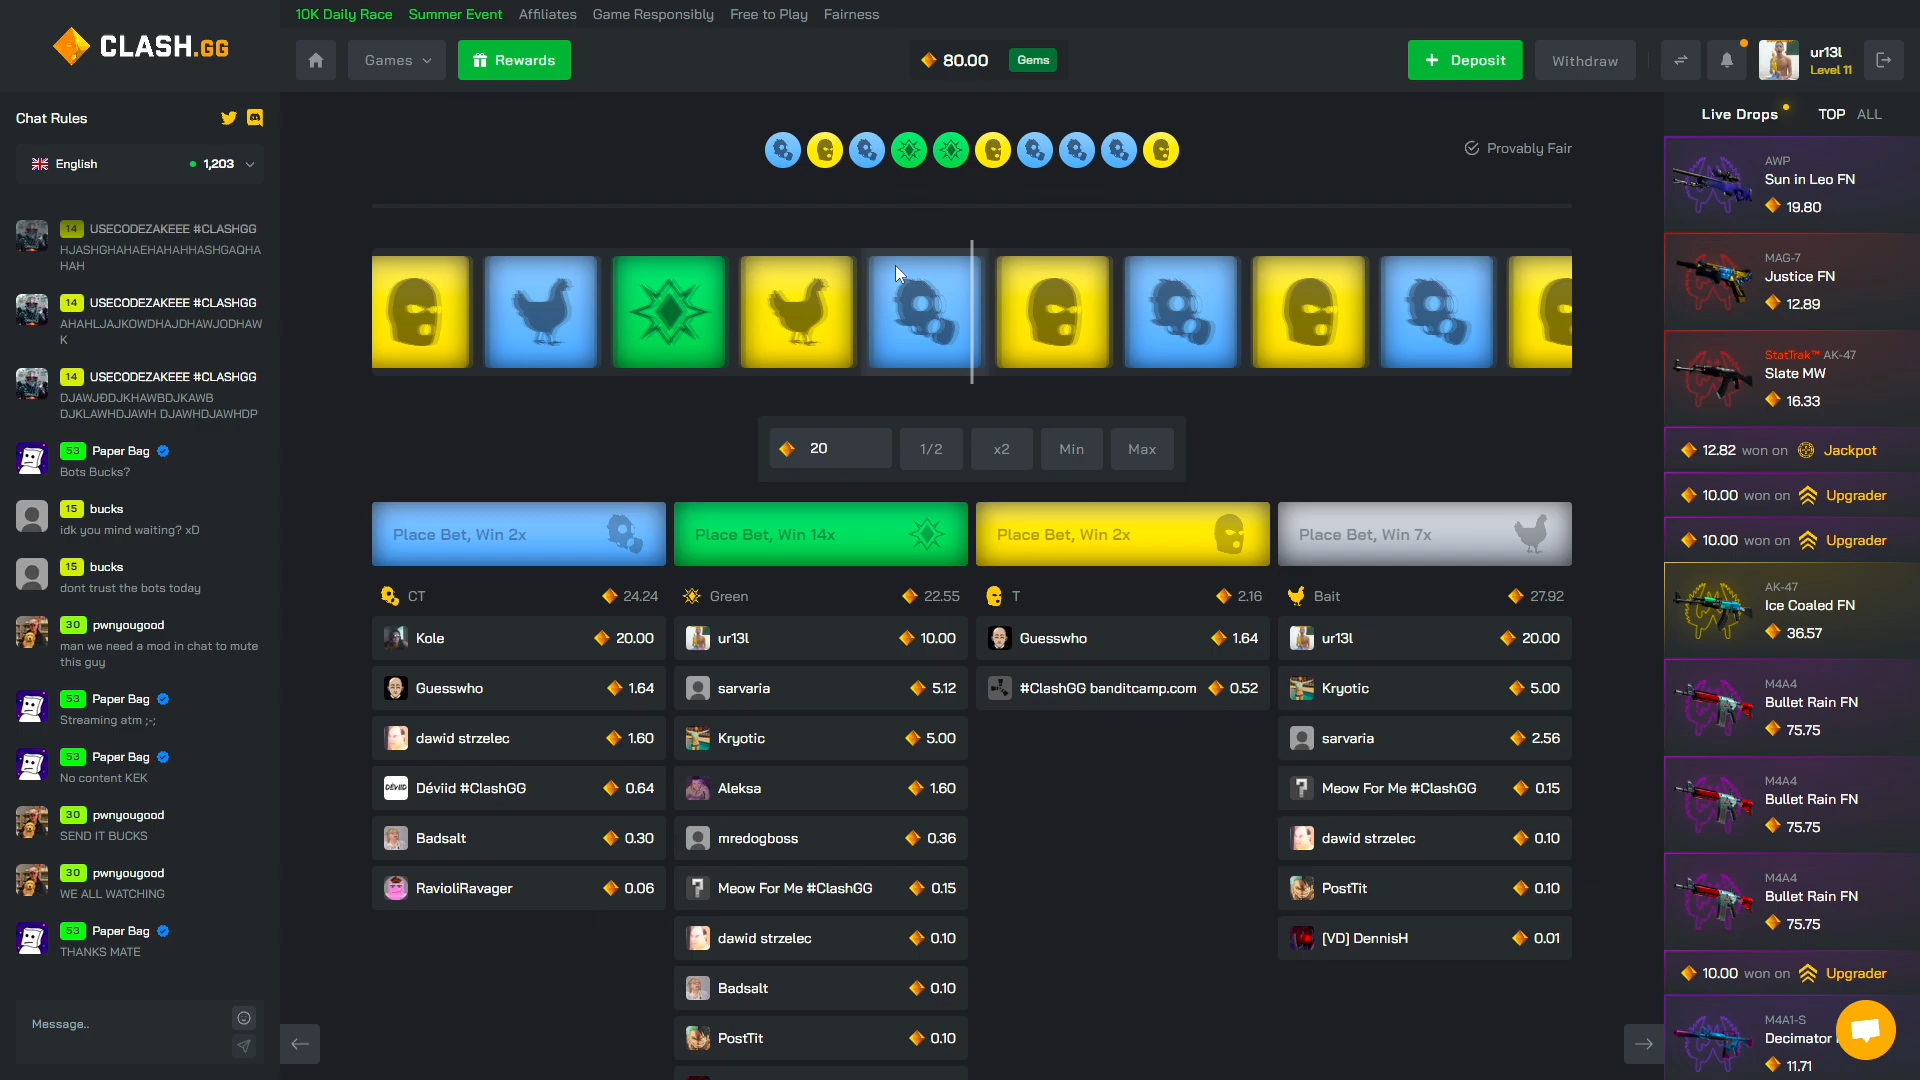 10K Daily Race Summer Event Affiliates Game Responsibly Free to Play Fairness
CLASH.GG
Games
Rewards
80.00 Gems
+ Deposit
Withdraw
ur13l
Level 11
Chat Rules
English
1,203
14 USECODEZAKEEE #CLASHGG
HJASHGHAHAEHAHAHHASHGAQHA
HAH
14 USECODEZAKEEE #CLASHGG
AHAHLJAJKOWDHAJDHAWJODHAW
K
14 USECODEZAKEEE #CLASHGG
DJAWJĐDJKHAWBDJKAWB
DJKLAWHDJAWH DJAWHDJAWHDP
53 Paper Bag
Bots Bucks?
15 bucks
idk you mind waiting? xD
15 bucks
dont trust the bots today
30 pwnyougood
man we need a mod in chat to mute
this guy
53 Paper Bag
Streaming atm ;-;
53 Paper Bag
No content KEK
30 pwnyougood
SEND IT BUCKS
30 pwnyougood
WE ALL WATCHING
53 Paper Bag
THANKS MATE
Message..
Provably Fair
20 1/2 x2 Min Max
Place Bet, Win 2x
CT 24.24
Kole 20.00
Guesswho 1.64
dawid strzelec 1.60
DÉVIID
Déviid #ClashGG 0.64
Badsalt 0.30
RavioliRavager 0.06
Place Bet, Win 14x
Green 22.55
ur13l 10.00
sarvaria 5.12
Kryotic 5.00
Aleksa 1.60
mredogboss 0.36
? Meow For Me #ClashGG 0.15
dawid strzelec 0.10
Badsalt 0.10
PostTit 0.10
Place Bet, Win 2x
T 2.16
Guesswho 1.64
#ClashGG banditcamp.com 0.52
Place Bet, Win 7x
Bait 27.92
ur13l 20.00
Kryotic 5.00
sarvaria 2.56
? Meow For Me #ClashGG 0.15
dawid strzelec 0.10
PostTit 0.10
[VD] DennisH 0.01
Live Drops TOP ALL
AWP
Sun in Leo FN
19.80
MAG-7
Justice FN
12.89
StatTrak™ AK-47
Slate MW
16.33
12.82 won on Jackpot
10.00 won on Upgrader
10.00 won on Upgrader
AK-47
Ice Coaled FN
36.57
M4A4
Bullet Rain FN
75.75
M4A4
Bullet Rain FN
75.75
M4A4
Bullet Rain FN
75.75
10.00 won on Upgrader
M4A1-S
Decimator
11.71